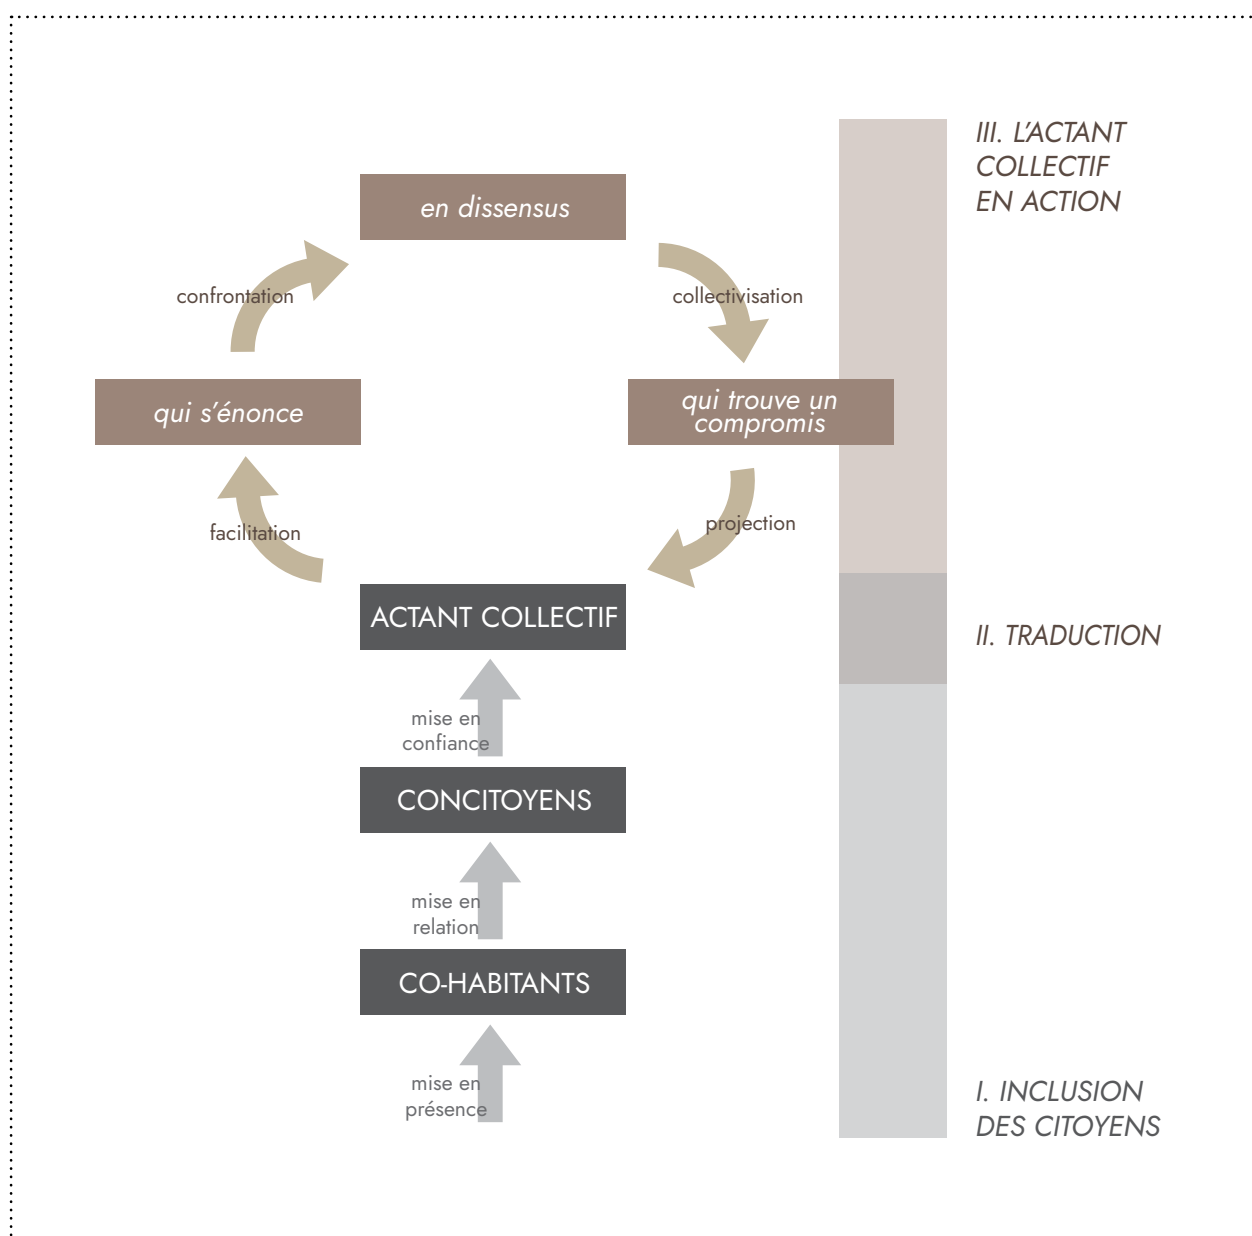 III. L'ACTANT
COLLECTIF
EN ACTION
en dissensus
confrontation
collectivisation
qui s'énonce
qui trouve un
compromis
facilitation
projection
ACTANT COLLECTIF
II. TRADUCTION
mise en
confiance
CONCITOYENS
mise en
relation
CO-HABITANTS
mise en
présence
I. INCLUSION
DES CITOYENS